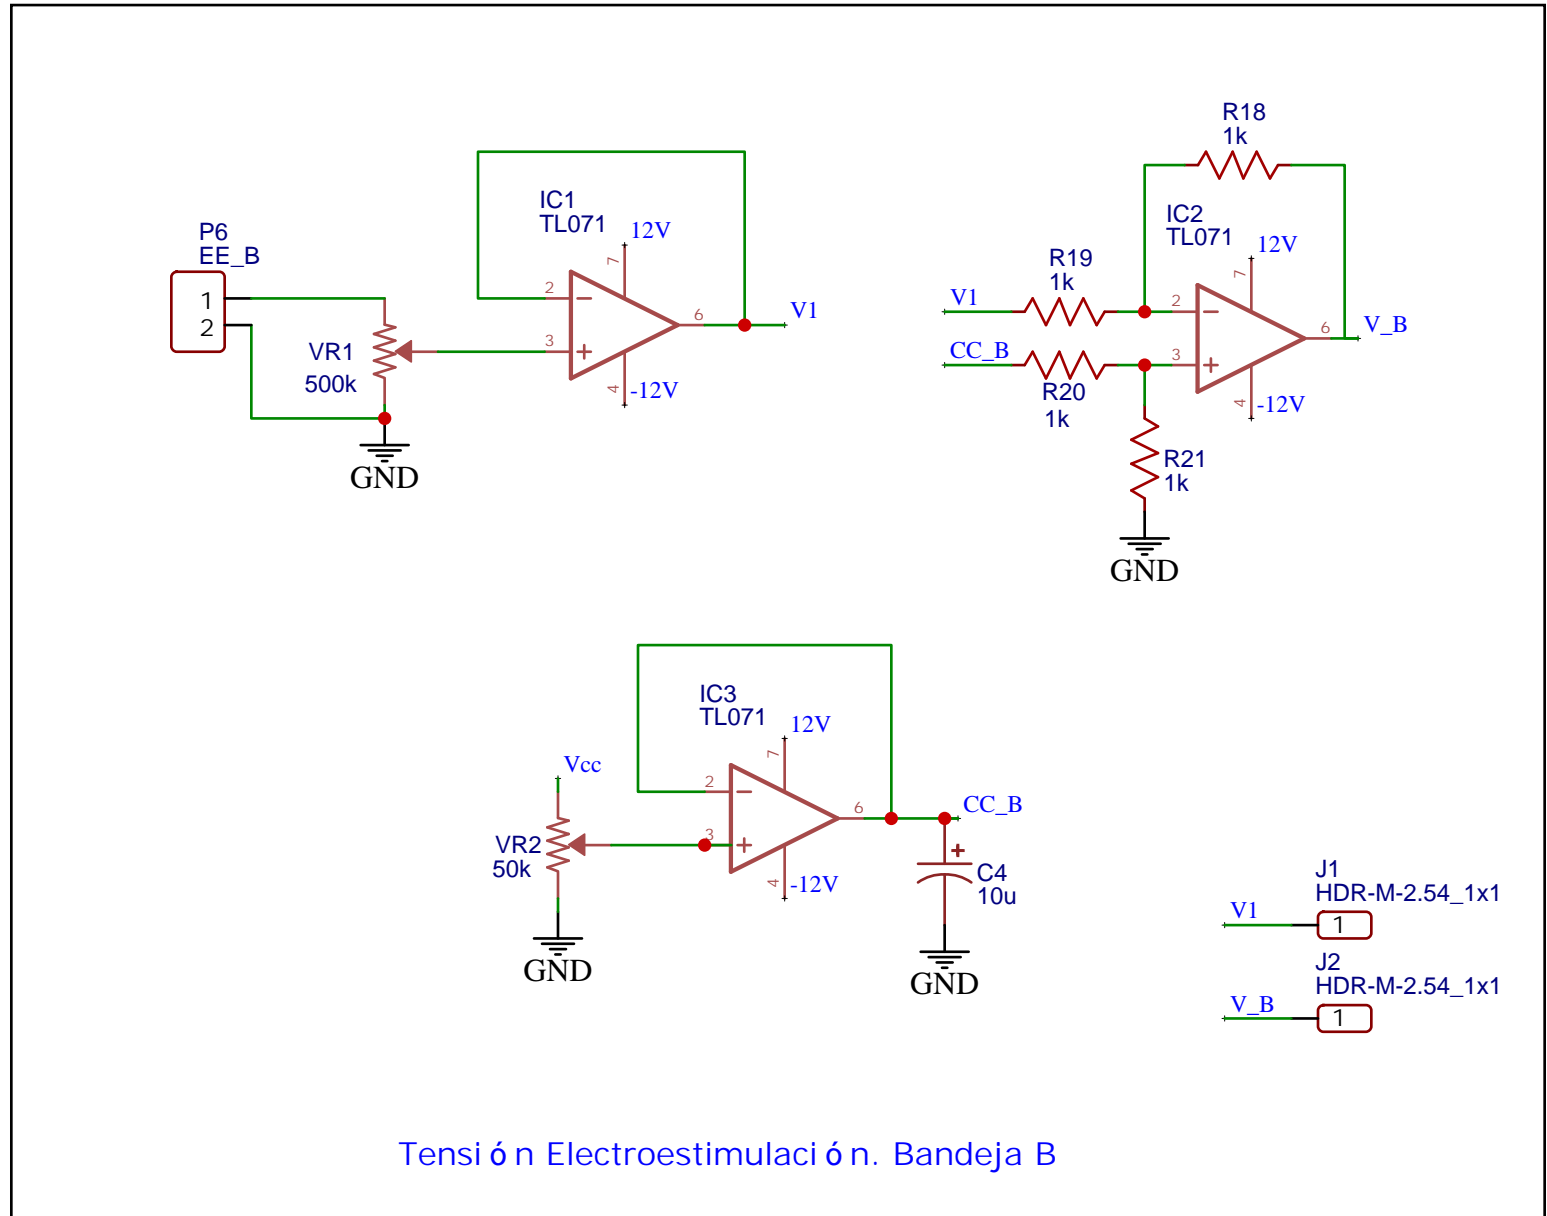 R18
1k
IC1
TL071
12V
7
2
3
6
4
-12V
V1
P6
EE_B
1
2
VR1
500k
GND
IC2
TL071
12V
7
R19
1k
V1
2
CC_B
3
6
V_B
R20
1k
4
-12V
R21
1k
GND
IC3
TL071
12V
7
Vcc
2
VR2
50k
3
6
CC_B
4
-12V
C4
10u
GND
GND
J1
HDR-M-2.54_1x1
V1
1
J2
HDR-M-2.54_1x1
V_B
1
Tensión Electroestimulación. Bandeja B